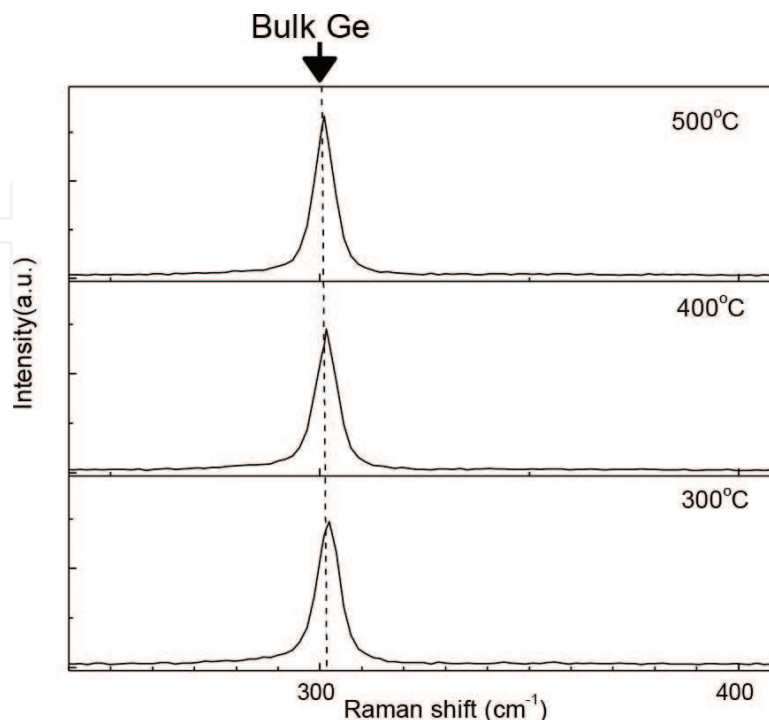 Bulk Ge
500°C
400°C
300°C
Intensity(a.u.)
300 400
Raman shift (cm⁻¹)